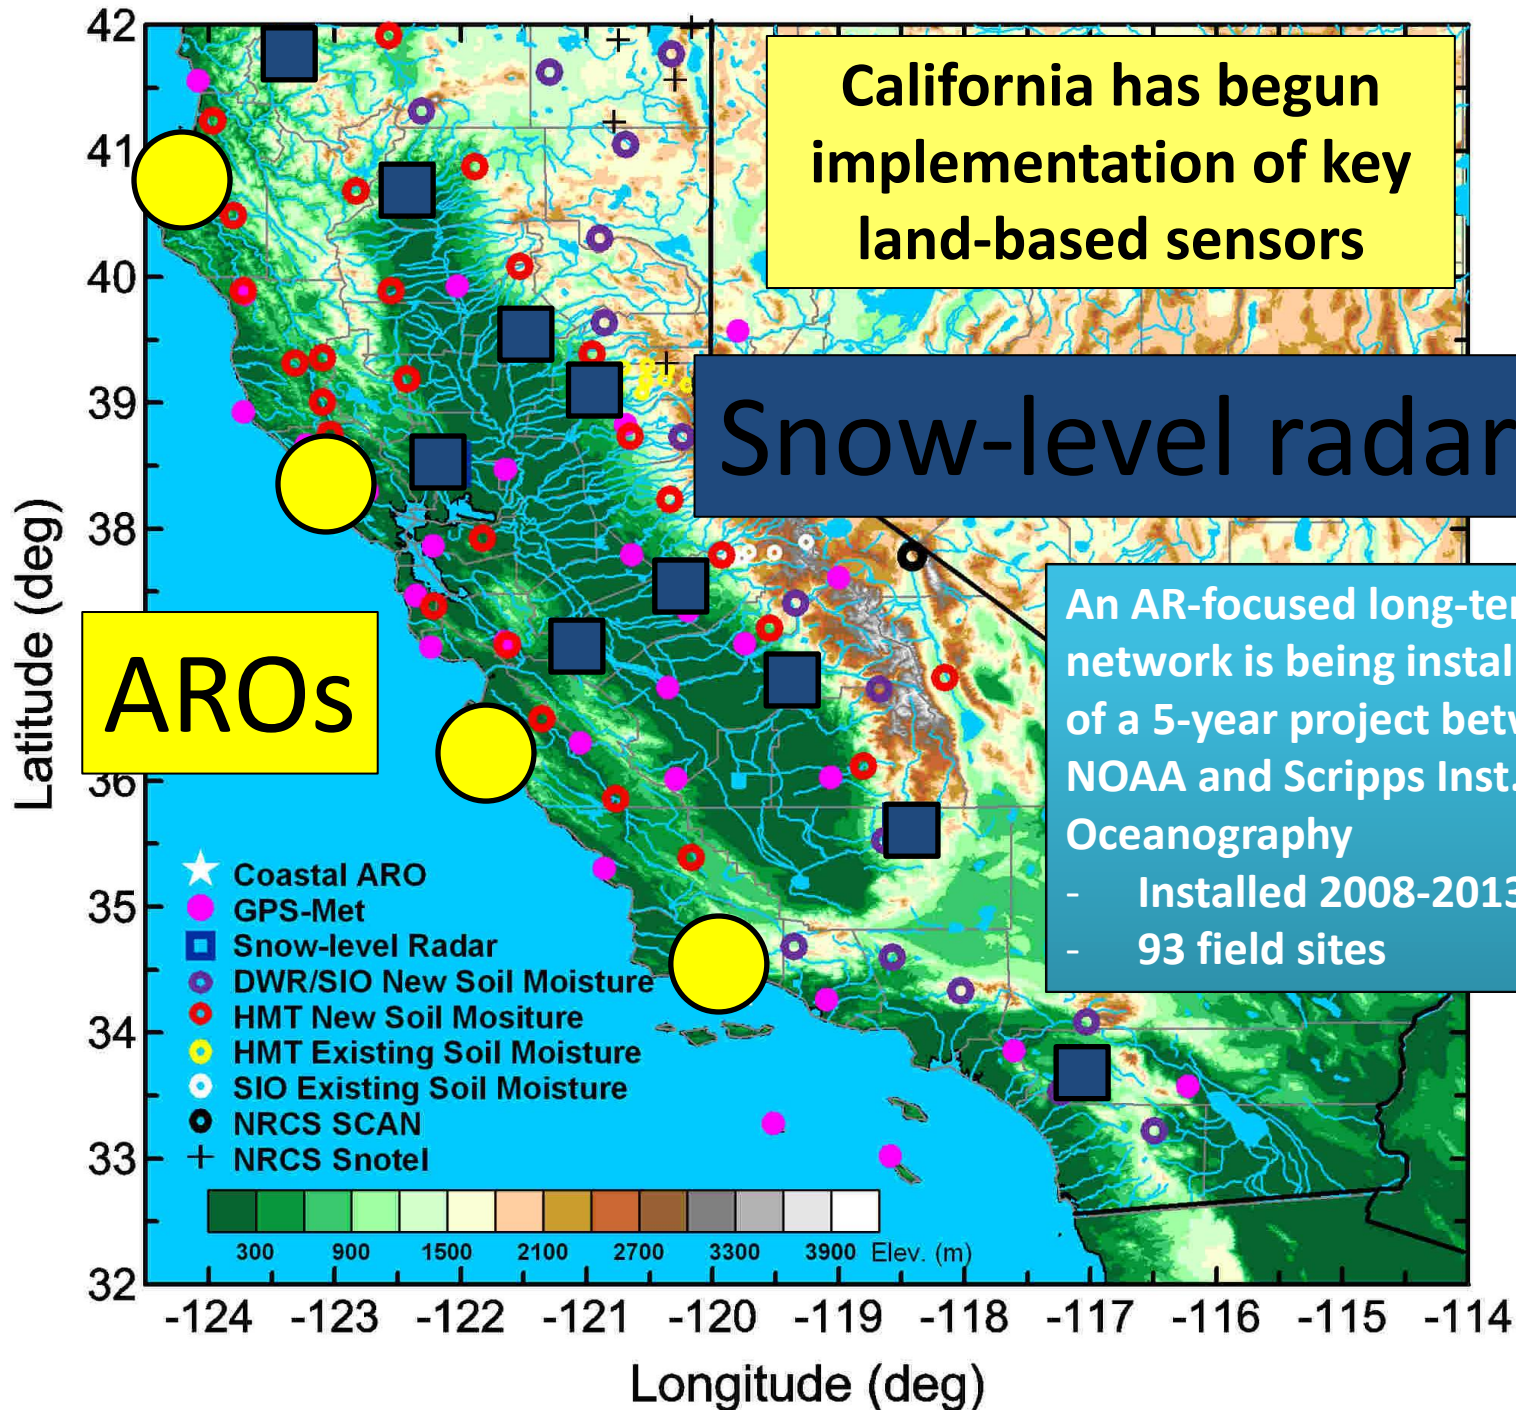 California has begun
implementation of key
land-based sensors
Snow-level radar
An AR-focused long-ter
network is being instal
of a 5-year project betw
NOAA and Scripps Inst.
Oceanography
- Installed 2008-2013
- 93 field sites
AROs
Coastal ARO
GPS-Met
Snow-level Radar
DWR/SIO New Soil Moisture
HMT New Soil Mositure
HMT Existing Soil Moisture
SIO Existing Soil Moisture
NRCS SCAN
NRCS Snotel
300 900 1500 2100 2700 3300 3900 Elev. (m)
Latitude (deg)
42
41
40
39
38
36
35
34
33
32
-124 -123 -122 -121 -120 -119 -118 -117 -116 -115 -114
Longitude (deg)